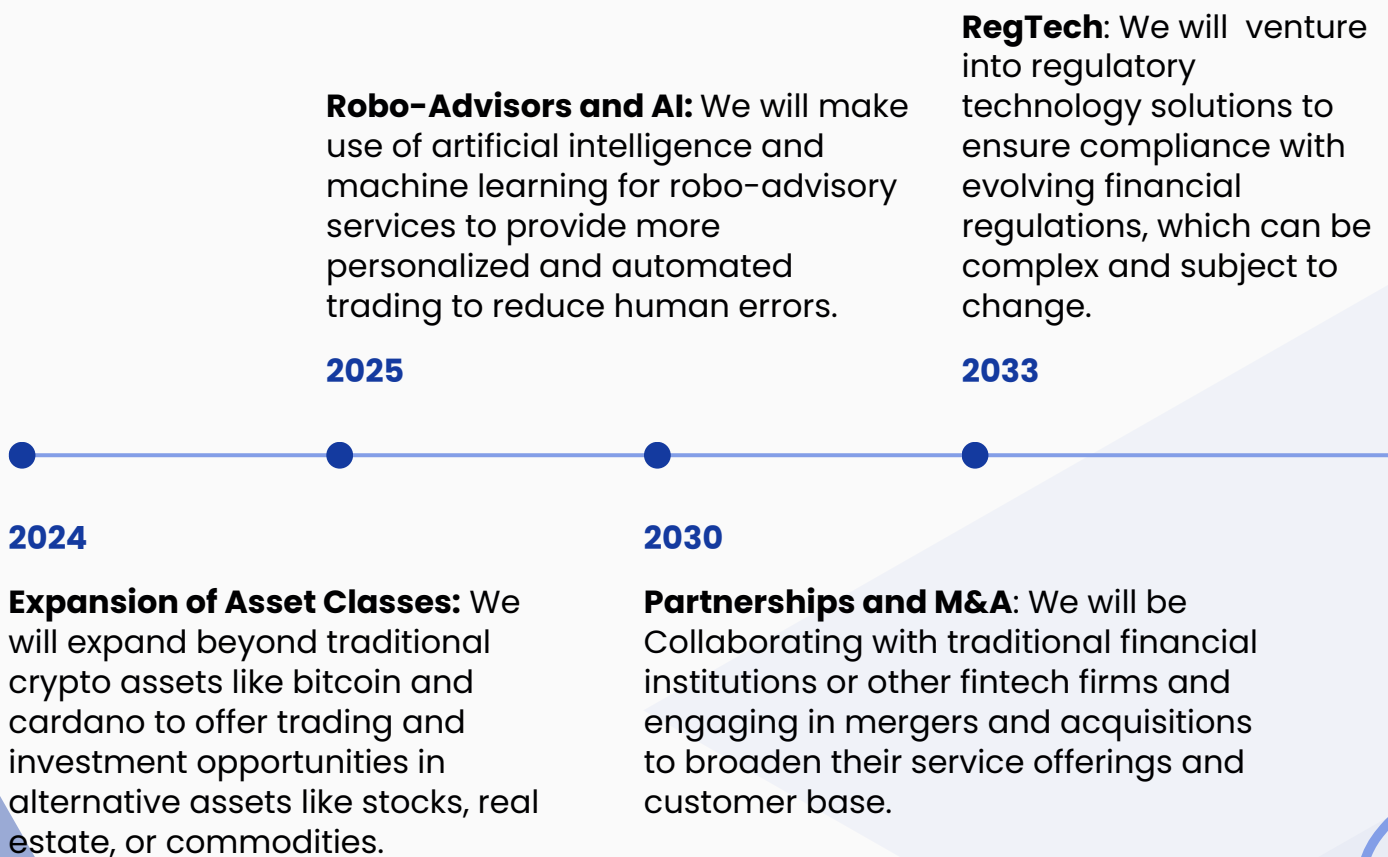 RegTech: We will  venture
into regulatory
technology solutions to
ensure compliance with
evolving financial
regulations, which can be
complex and subject to
change.
2033
Robo-Advisors and AI: We will make
use of artificial intelligence and
machine learning for robo-advisory
services to provide more
personalized and automated
trading to reduce human errors.
2025
2024
Expansion of Asset Classes: We
will expand beyond traditional
crypto assets like bitcoin and
cardano to offer trading and
investment opportunities in
alternative assets like stocks, real
estate, or commodities.
2030
Partnerships and M&A: We will be
Collaborating with traditional financial
institutions or other fintech firms and
engaging in mergers and acquisitions
to broaden their service offerings and
customer base.